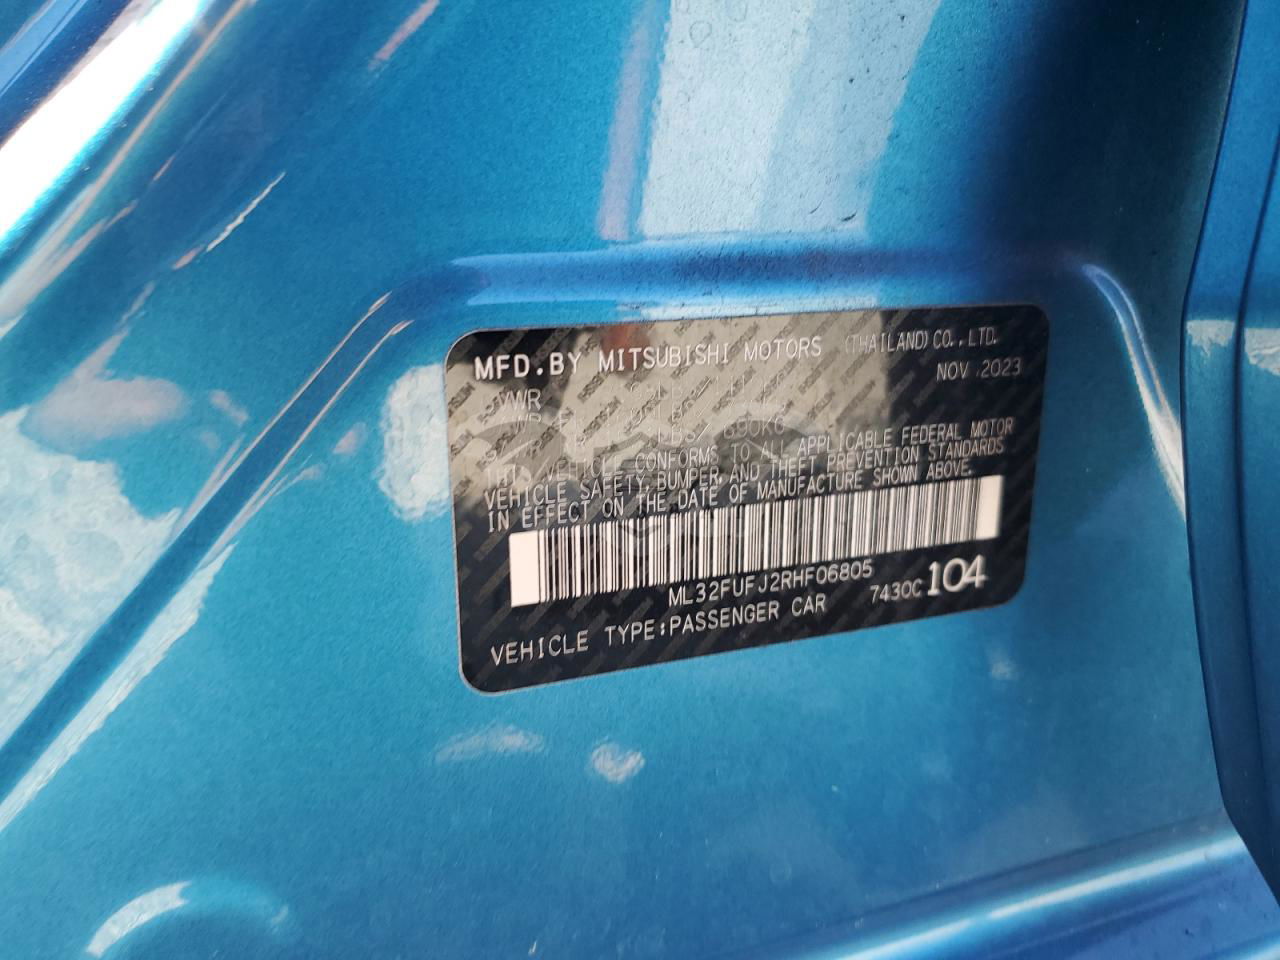 MFD.BY MITSUBISHI MOTORS (THAILAND) CO.,LTD.
NOV 2023
GVWR
THIS VEHICLE CONFORMS TO ALL APPLICABLE FEDERAL MOTOR
VEHICLE SAFETY, BUMPER, AND THEFT PREVENTION STANDARDS
IN EFFECT ON THE DATE OF MANUFACTURE SHOWN ABOVE.
ML32FUFJ2RHF06805
VEHICLE TYPE:PASSENGER CAR 7430C 104